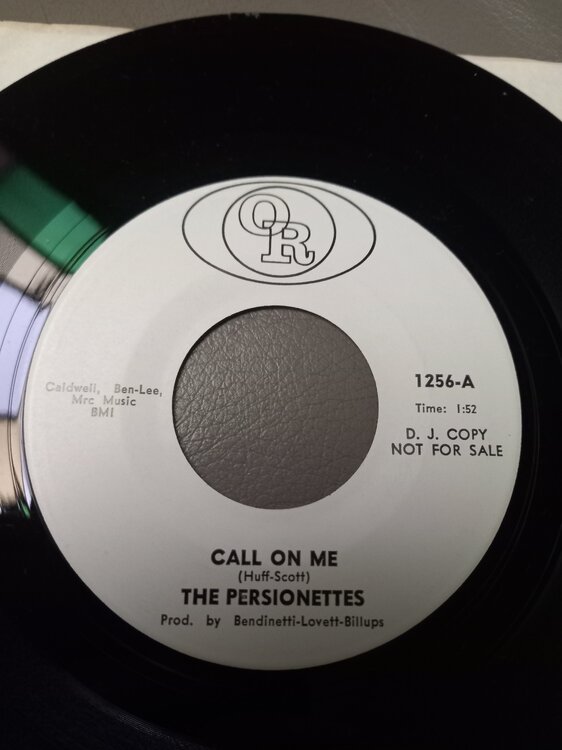 OR
Caldwell, Ben-Lee,
Mrc Music
BMI
1256-A
Time: 1:52
D. J. COPY
NOT FOR SALE
CALL ON ME
(Huff-Scott)
THE PERSIONETTES
Prod. by Bendinetti-Lovett-Billups